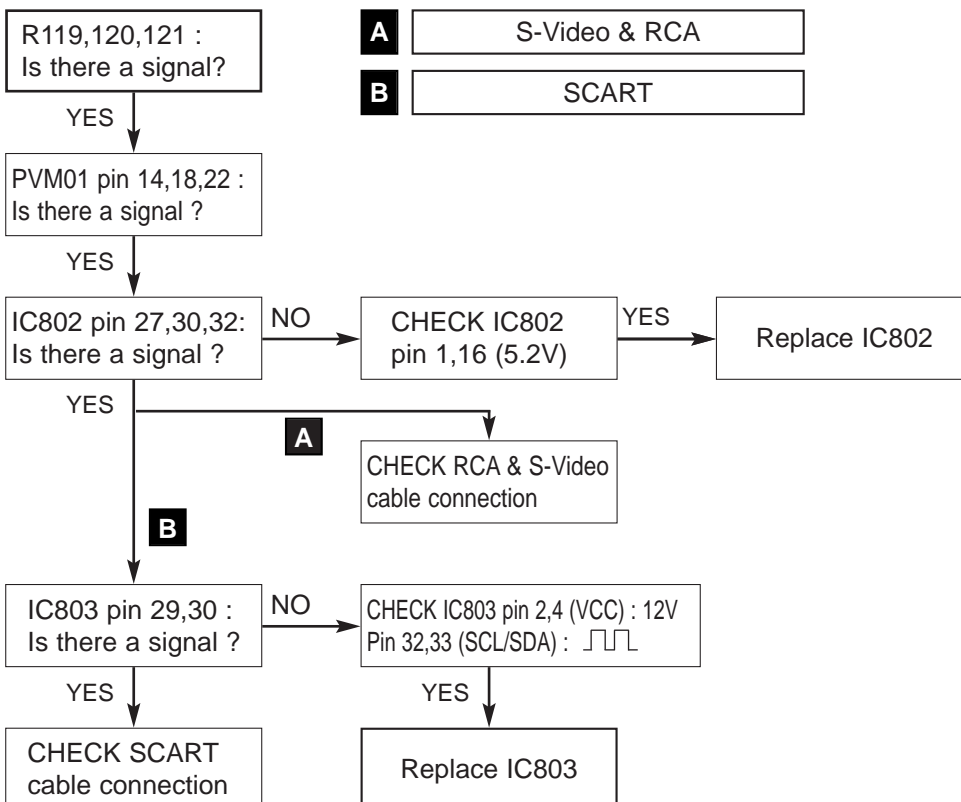 R119,120,121 :
Is there a signal?
A
S-Video & RCA
B
SCART
YES
PVM01 pin 14,18,22 :
Is there a signal ?
YES
IC802 pin 27,30,32:
Is there a signal ?
NO
CHECK IC802
pin 1,16 (5.2V)
YES
Replace IC802
YES
A
CHECK RCA & S-Video
cable connection
B
IC803 pin 29,30 :
Is there a signal ?
NO
CHECK IC803 pin 2,4 (VCC) : 12V
Pin 32,33 (SCL/SDA) :
YES
YES
CHECK SCART
cable connection
Replace IC803